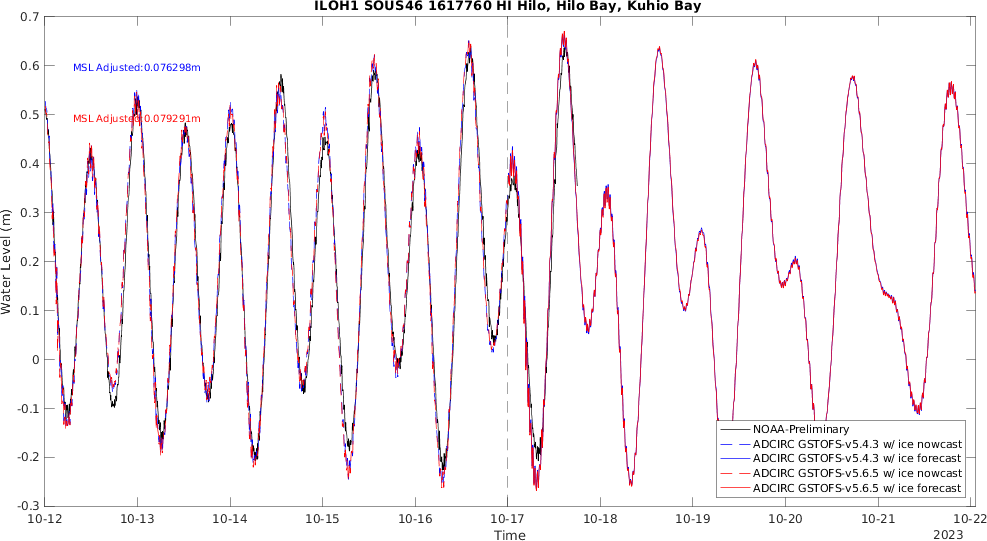 ILOH1 SOUS46 1617760 HI Hilo, Hilo Bay, Kuhio Bay
0.7
0.6
0.5
0.4
0.3
0.2
0.1
0
-0.1
-0.2
-0.3
Water Level (m)
MSL Adjusted:0.076298m
MSL Adjusted:0.079291m
NOAA-Preliminary
ADCIRC GSTOFS-v5.4.3 w/ ice nowcast
ADCIRC GSTOFS-v5.4.3 w/ ice forecast
ADCIRC GSTOFS-v5.6.5 w/ ice nowcast
ADCIRC GSTOFS-v5.6.5 w/ ice forecast
10-12 10-13 10-14 10-15 10-16 10-17 10-18 10-19 10-20 10-21 10-22
Time
2023